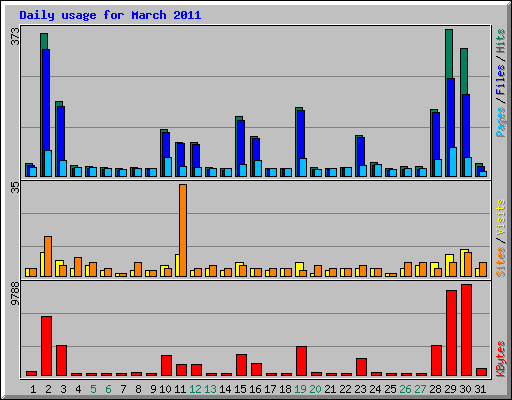 Daily usage for March 2011
373
Pages/Files/Hits
35
Sites/Visits
9788
KBytes
1 2 3 4 5 6 7 8 9 10 11 12 13 14 15 16 17 18 19 20 21 22 23 24 25 26 27 28 29 30 31